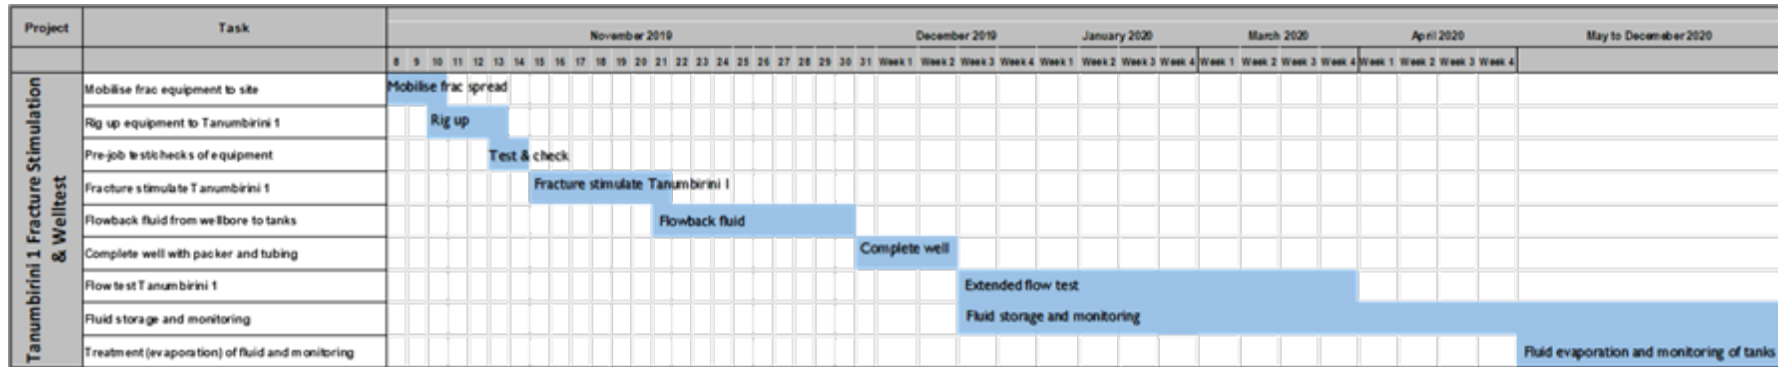 Project Task November 2019 December 2019 January 2020 March 2020 April 2020 May to Decemeber 2020
8 9 10 11 12 13 14 15 16 17 18 19 20 21 22 23 24 25 26 27 28 29 30 31 Week 1 Week 2 Week 3 Week 4 Week 1 Week 2 Week 3 Week 4 Week 1 Week 2 Week 3 Week 4 Week 1 Week 2 Week 3 Week 4
Tanumbirini 1 Fracture Stimulation
& Welltest
Mobilise frac equipment to site Mobilise frac spread
Rig up equipment to Tanumbirini 1 Rig up
Pre-job test/checks of equipment Test & check
Fracture stimulate Tanumbirini 1 Fracture stimulate Tanumbirini 1
Flowback fluid from wellbore to tanks Flowback fluid
Complete well with packer and tubing Complete well
Flow test Tanumbirini 1 Extended flow test
Fluid storage and monitoring Fluid storage and monitoring
Treatment (evaporation) of fluid and monitoring Fluid evaporation and monitoring of tanks